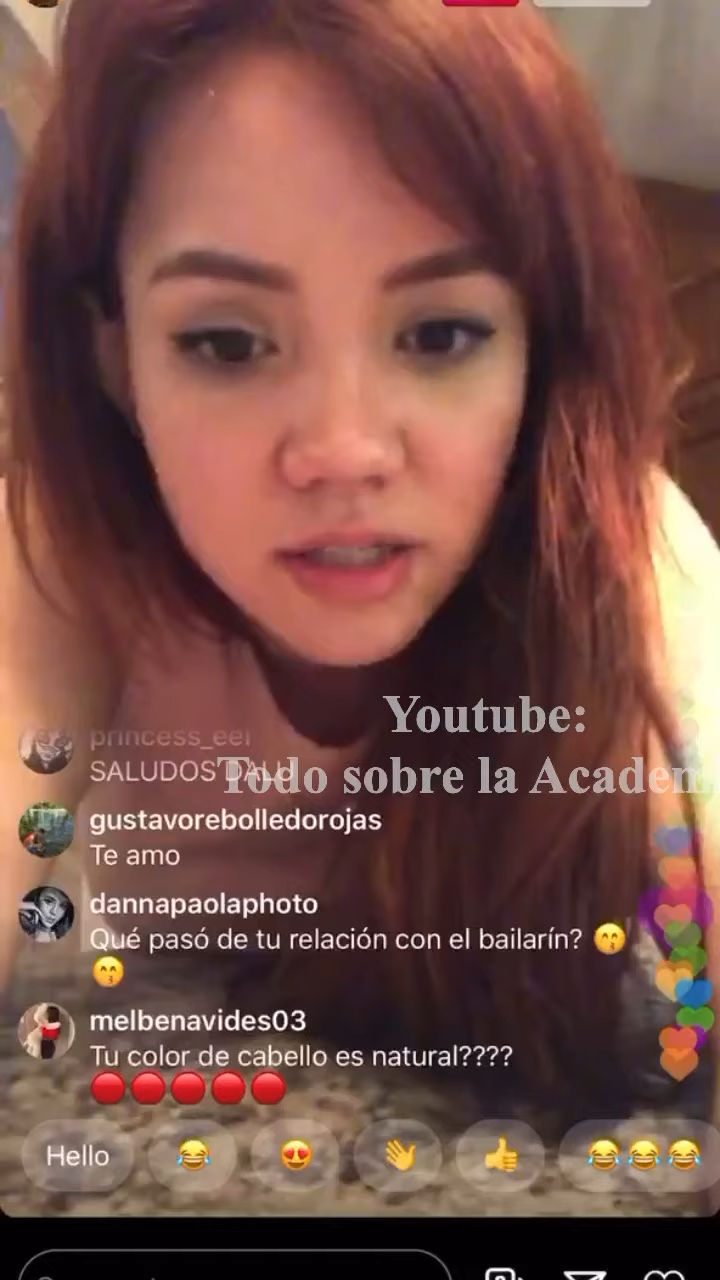 Youtube:
princess_eel
SALUDOS DALU
Todo sobre la Academ
gustavorebolledorojas
Te amo
dannapaolaphoto
Qué pasó de tu relación con el bailarín? 😙
😙
melbenavides03
Tu color de cabello es natural????
🔴🔴🔴🔴🔴
Hello 😂 😍 👋 👍 😂😂😂